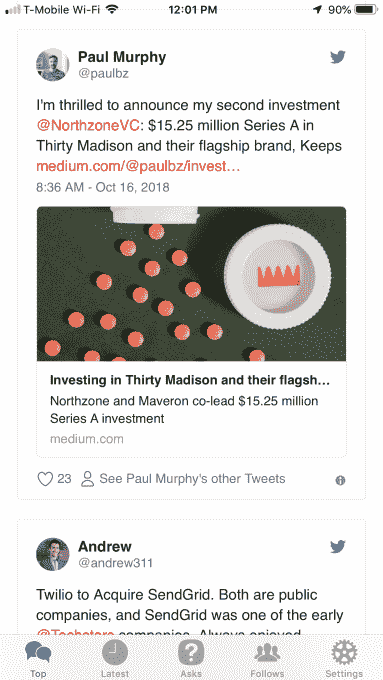 T-Mobile Wi-Fi 12:01 PM 90%
Paul Murphy
@paulbz
I'm thrilled to announce my second investment
@NorthzoneVC: $15.25 million Series A in
Thirty Madison and their flagship brand, Keeps
medium.com/@paulbz/invest…
8:36 AM - Oct 16, 2018
Investing in Thirty Madison and their flagsh...
Northzone and Maveron co-lead $15.25 million
Series A investment
medium.com
23 See Paul Murphy's other Tweets
Andrew
@andrew311
Twilio to Acquire SendGrid. Both are public
companies, and SendGrid was one of the early
@Techstars companies. Always enjoyed
Top Latest Asks Follows Settings